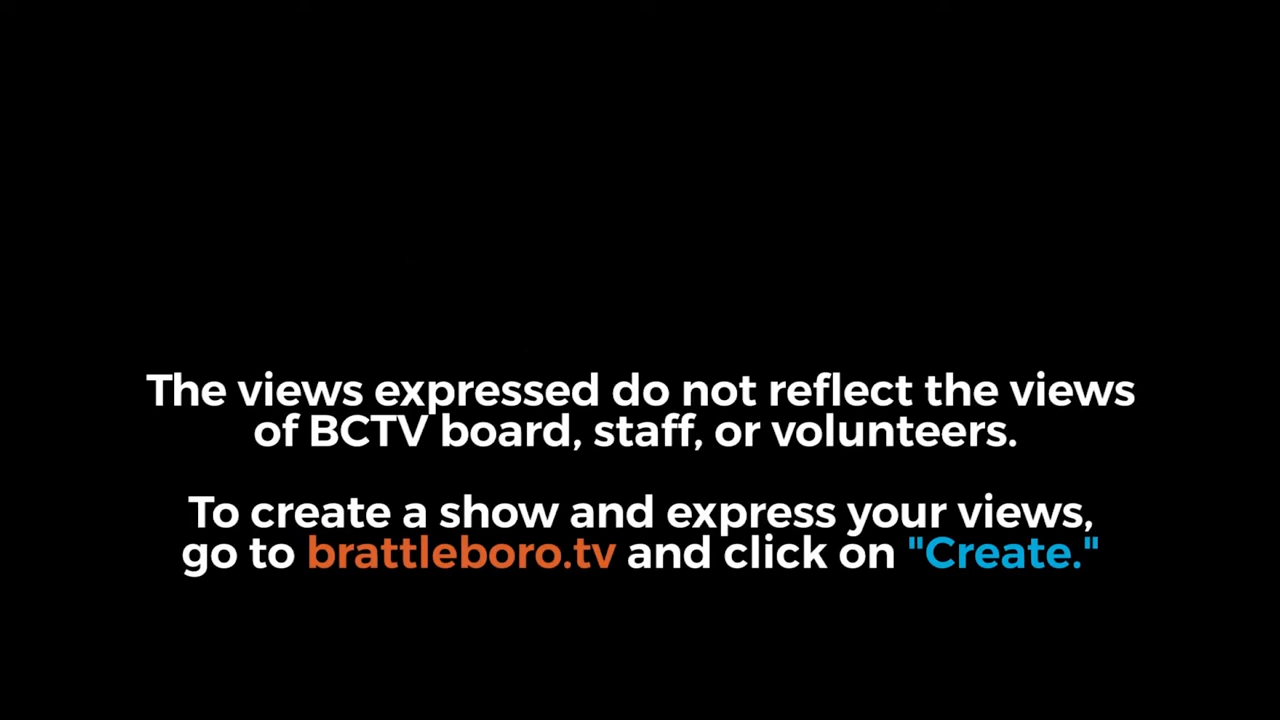 The views expressed do not reflect the views
of BCTV board, staff, or volunteers.
To create a show and express your views,
go to brattleboro.tv and click on "Create."